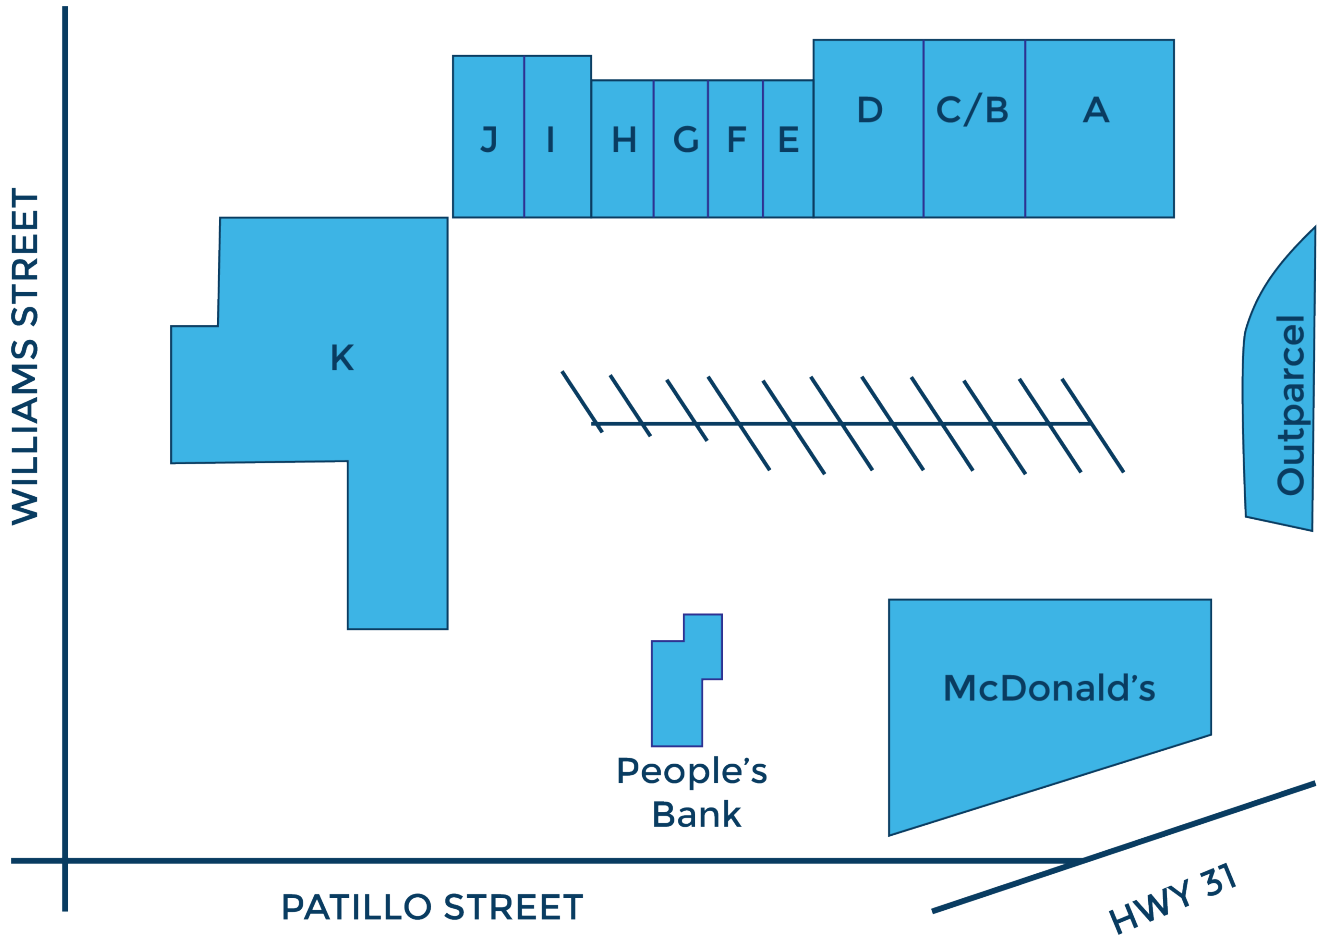 J
I
H
G
F
E
D
C/B
A
WILLIAMS STREET
K
Outparcel
McDonald's
People's
Bank
PATILLO STREET
HWY 31